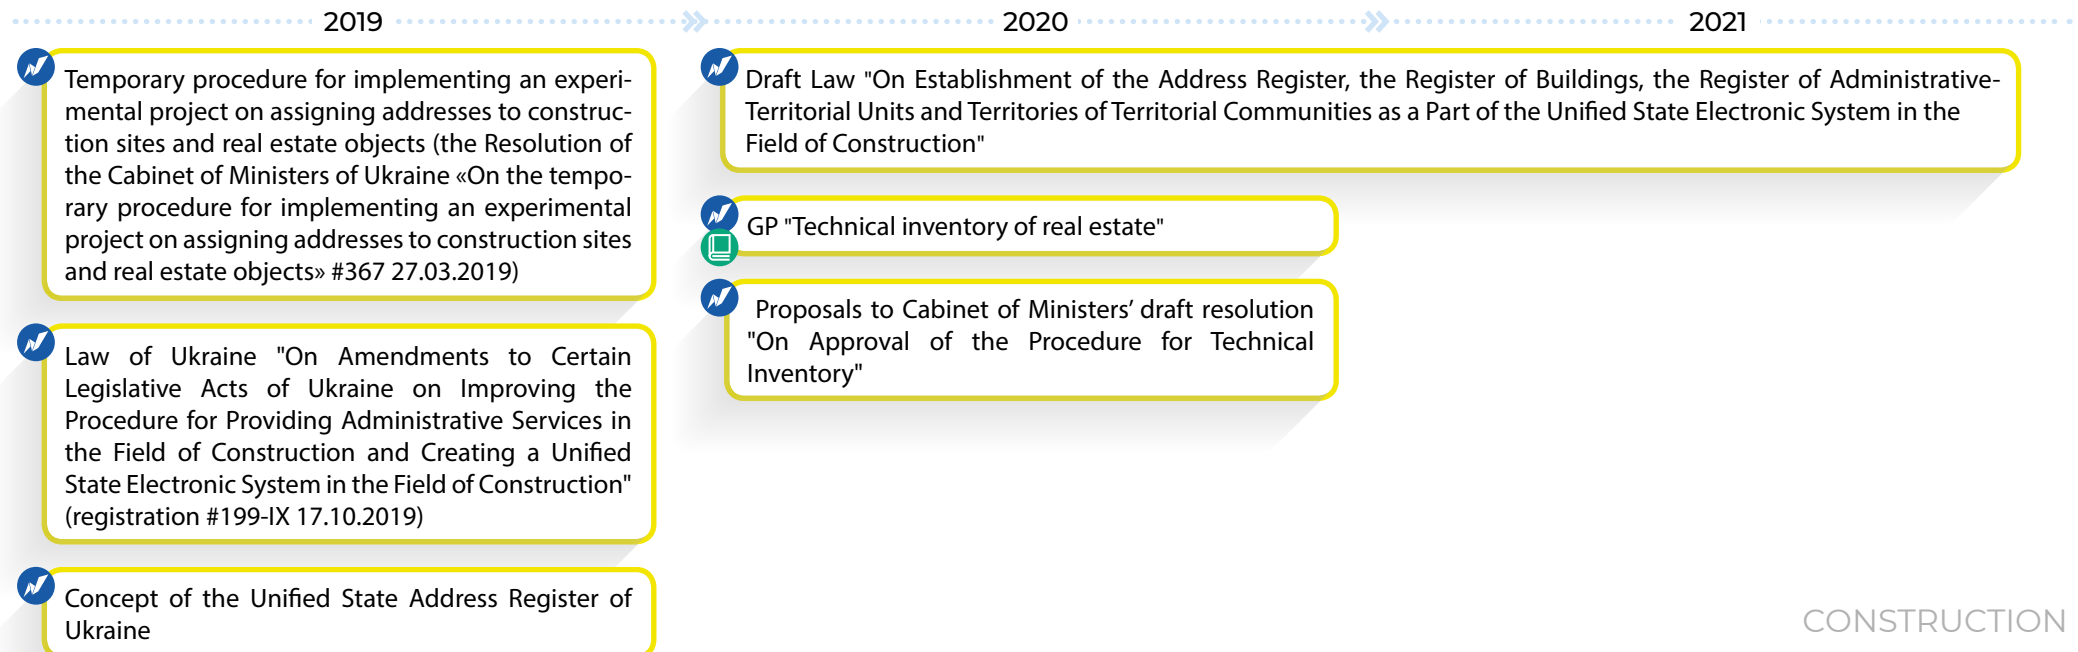 2019
2020
2021
Temporary procedure for implementing an experi-
mental project on assigning addresses to construc-
tion sites and real estate objects (the Resolution of
the Cabinet of Ministers of Ukraine «On the tempo-
rary procedure for implementing an experimental
project on assigning addresses to construction sites
and real estate objects» #367 27.03.2019)
Law of Ukraine "On Amendments to Certain
Legislative Acts of Ukraine on Improving the
Procedure for Providing Administrative Services in
the Field of Construction and Creating a Unified
State Electronic System in the Field of Construction"
(registration #199-IX 17.10.2019)
Concept of the Unified State Address Register of
Ukraine
Draft Law "On Establishment of the Address Register, the Register of Buildings, the Register of Administrative-
Territorial Units and Territories of Territorial Communities as a Part of the Unified State Electronic System in the
Field of Construction"
GP "Technical inventory of real estate"
Proposals to Cabinet of Ministers’ draft resolution
"On Approval of the Procedure for Technical
Inventory"
CONSTRUCTION